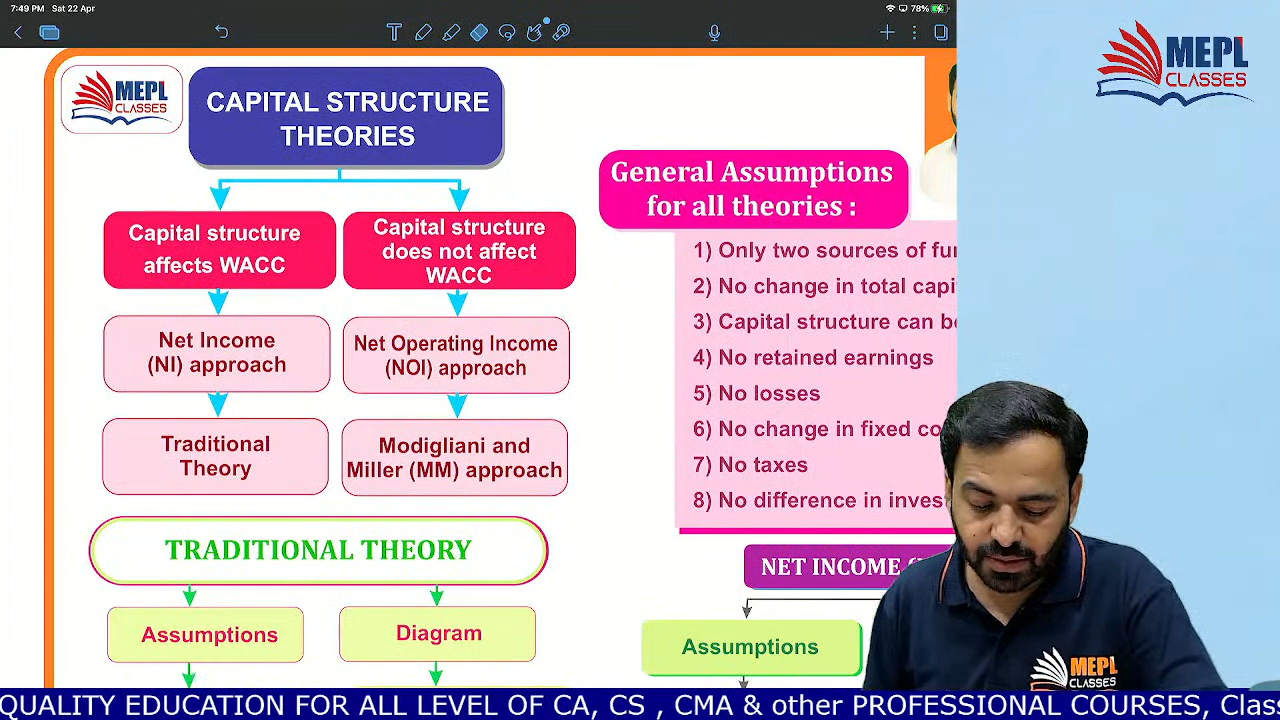 7:49 PM Sat 22 Apr
78%
T
MEPL
CLASSES
CAPITAL STRUCTURE
THEORIES
Capital structure
affects WACC
Capital structure
does not affect
WACC
Net Income
(NI) approach
Net Operating Income
(NOI) approach
Traditional
Theory
Modigliani and
Miller (MM) approach
TRADITIONAL THEORY
Assumptions
Diagram
General Assumptions
for all theories :
1) Only two sources of
2) No change in total
3) Capital structure can
4) No retained earnings
5) No losses
6) No change in fixed
7) No taxes
8) No difference in
NET INCOME
Assumptions
MEPL
CLASSES
MEPL
CLASSES
QUALITY EDUCATION FOR ALL LEVEL OF CA, CS , CMA & other PROFESSIONAL COURSES,